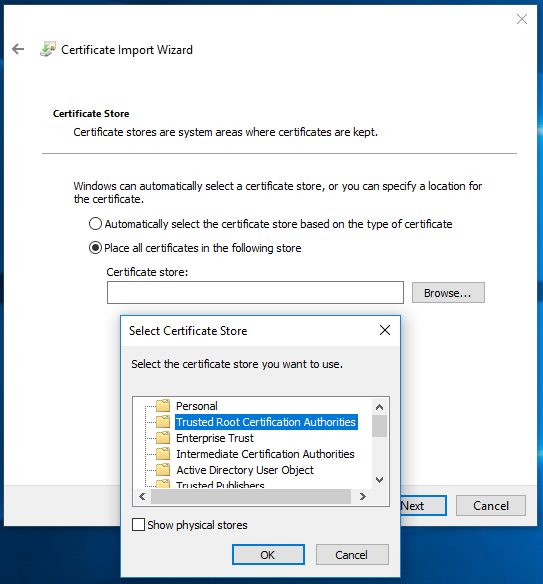 Certificate Import Wizard
Certificate Store
Certificate stores are system areas where certificates are kept.
Windows can automatically select a certificate store, or you can specify a location for
the certificate.
Automatically select the certificate store based on the type of certificate
Place all certificates in the following store
Certificate store:
Browse...
Select Certificate Store
Select the certificate store you want to use.
Personal
Trusted Root Certification Authorities
Enterprise Trust
Intermediate Certification Authorities
Active Directory User Object
Trusted Publishers
Show physical stores
OK
Cancel
Next
Cancel